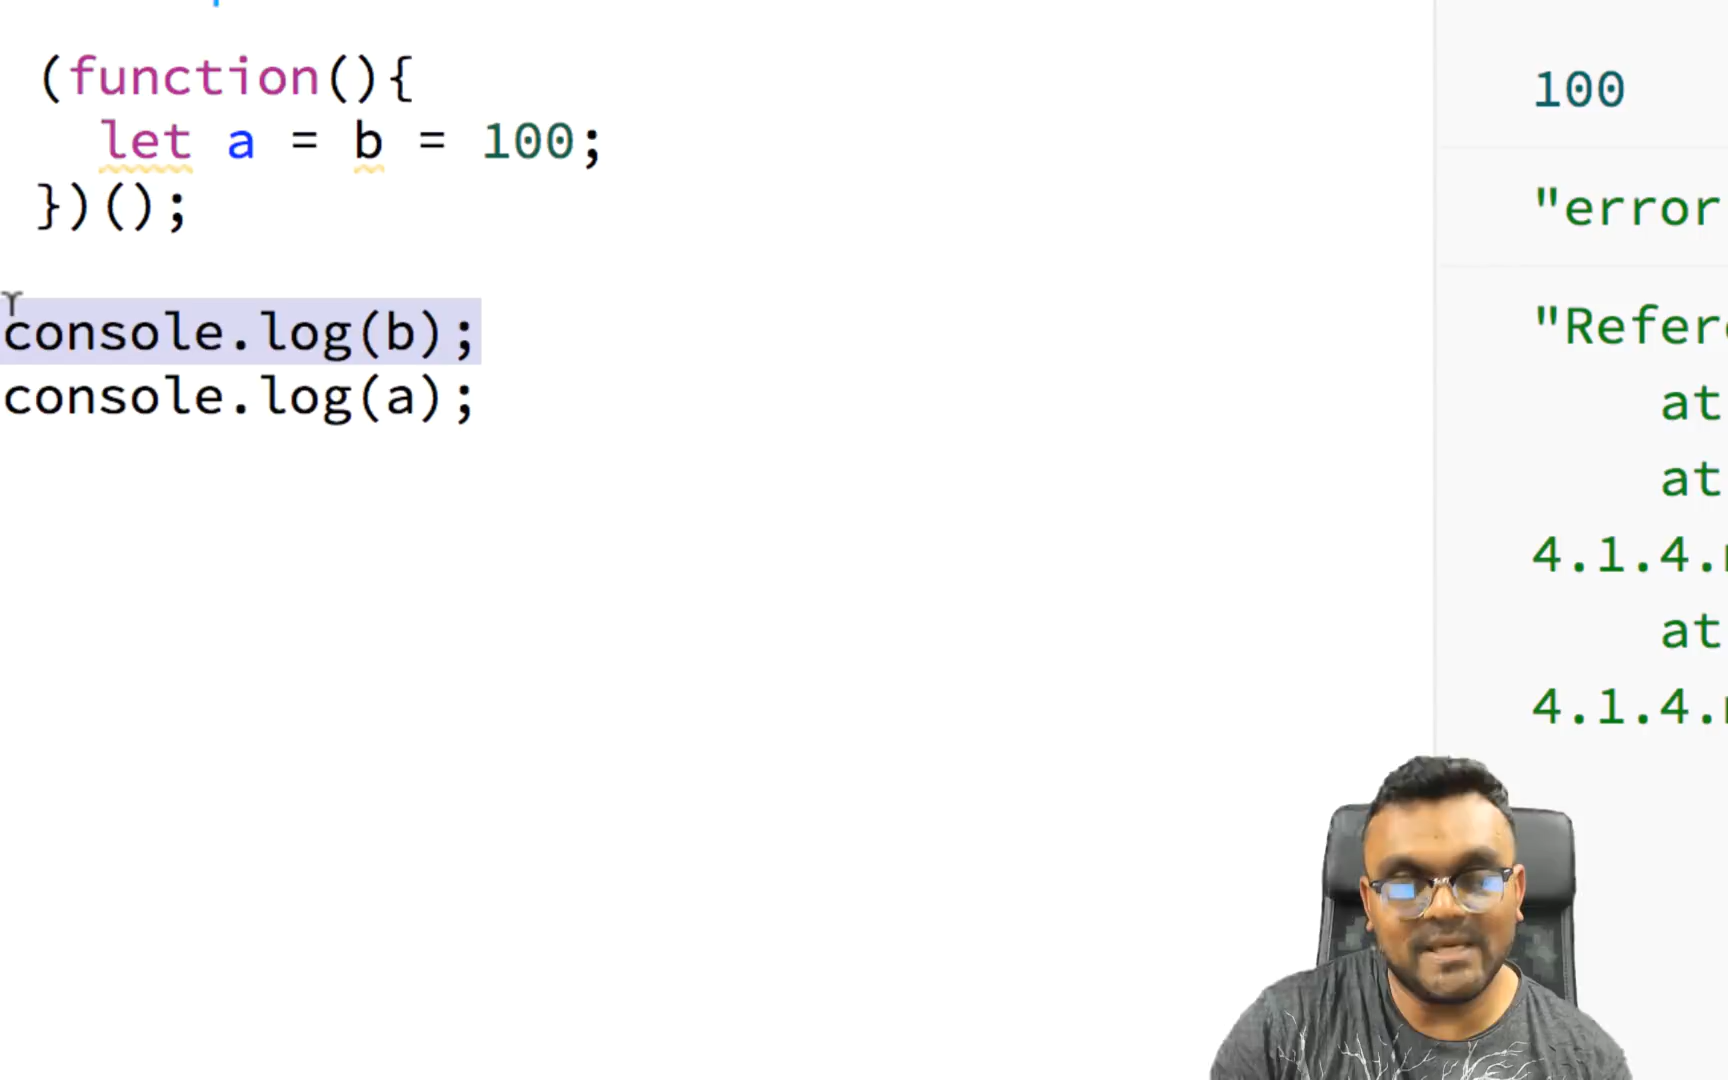 (function(){
let a = b = 100;
})();
console.log(b);
console.log(a);
100
"error
"Refer
at
at
4.1.4.
at
4.1.4.